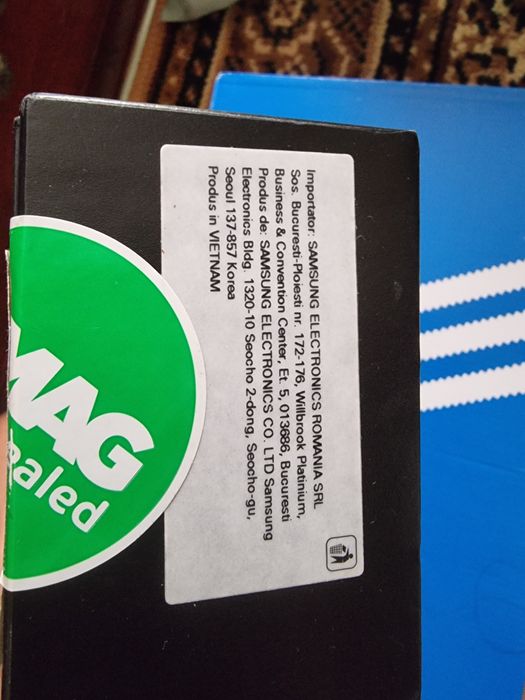 Importator: SAMSUNG ELECTRONICS ROMANIA SRL
Sos. Bucuresti-Ploiesti nr. 172-176, Willbrook Platinium,
Business & Convention Center, Et. 5, 013686, Bucuresti
Produs de: SAMSUNG ELECTRONICS CO. LTD Samsung
Electronics Bldg. 1320-10 Seocho 2-dong, Seocho-gu,
Seoul 137-857 Korea
Produs in VIETNAM
MAG
ealed